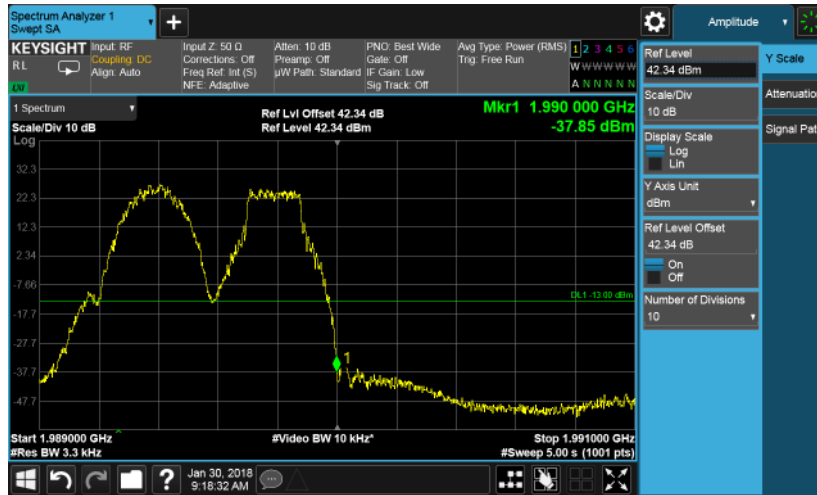 Spectrum Analyzer 1
Swept SA
+
Amplitude
KEYSIGHT
RL
LXI
Input: RF
Coupling: DC
Align: Auto
Input Z: 50 Ω
Corrections: Off
Freq Ref: Int (S)
NFE: Adaptive
Atten: 10 dB
Preamp: Off
µW Path: Standard
PNO: Best Wide
Gate: Off
IF Gain: Low
Sig Track: Off
Avg Type: Power (RMS)
Trig: Free Run
1 2 3 4 5 6
W W W W W W
A N N N N N
1 Spectrum
Scale/Div 10 dB
Ref Lvl Offset 42.34 dB
Ref Level 42.34 dBm
Mkr1 1.990 000 GHz
-37.85 dBm
Log
32.3
22.3
12.3
2.34
-7.66
-17.7
-27.7
-37.7
-47.7
DL1 -13.00 dBm
1
Start 1.989000 GHz
#Res BW 3.3 kHz
#Video BW 10 kHz*
Stop 1.991000 GHz
#Sweep 5.00 s (1001 pts)
Ref Level
42.34 dBm
Scale/Div
10 dB
Display Scale
Log
Lin
Y Axis Unit
dBm
Ref Level Offset
42.34 dB
On
Off
Number of Divisions
10
Y Scale
Attenuation
Signal Pat
?
Jan 30, 2018
9:18:32 AM